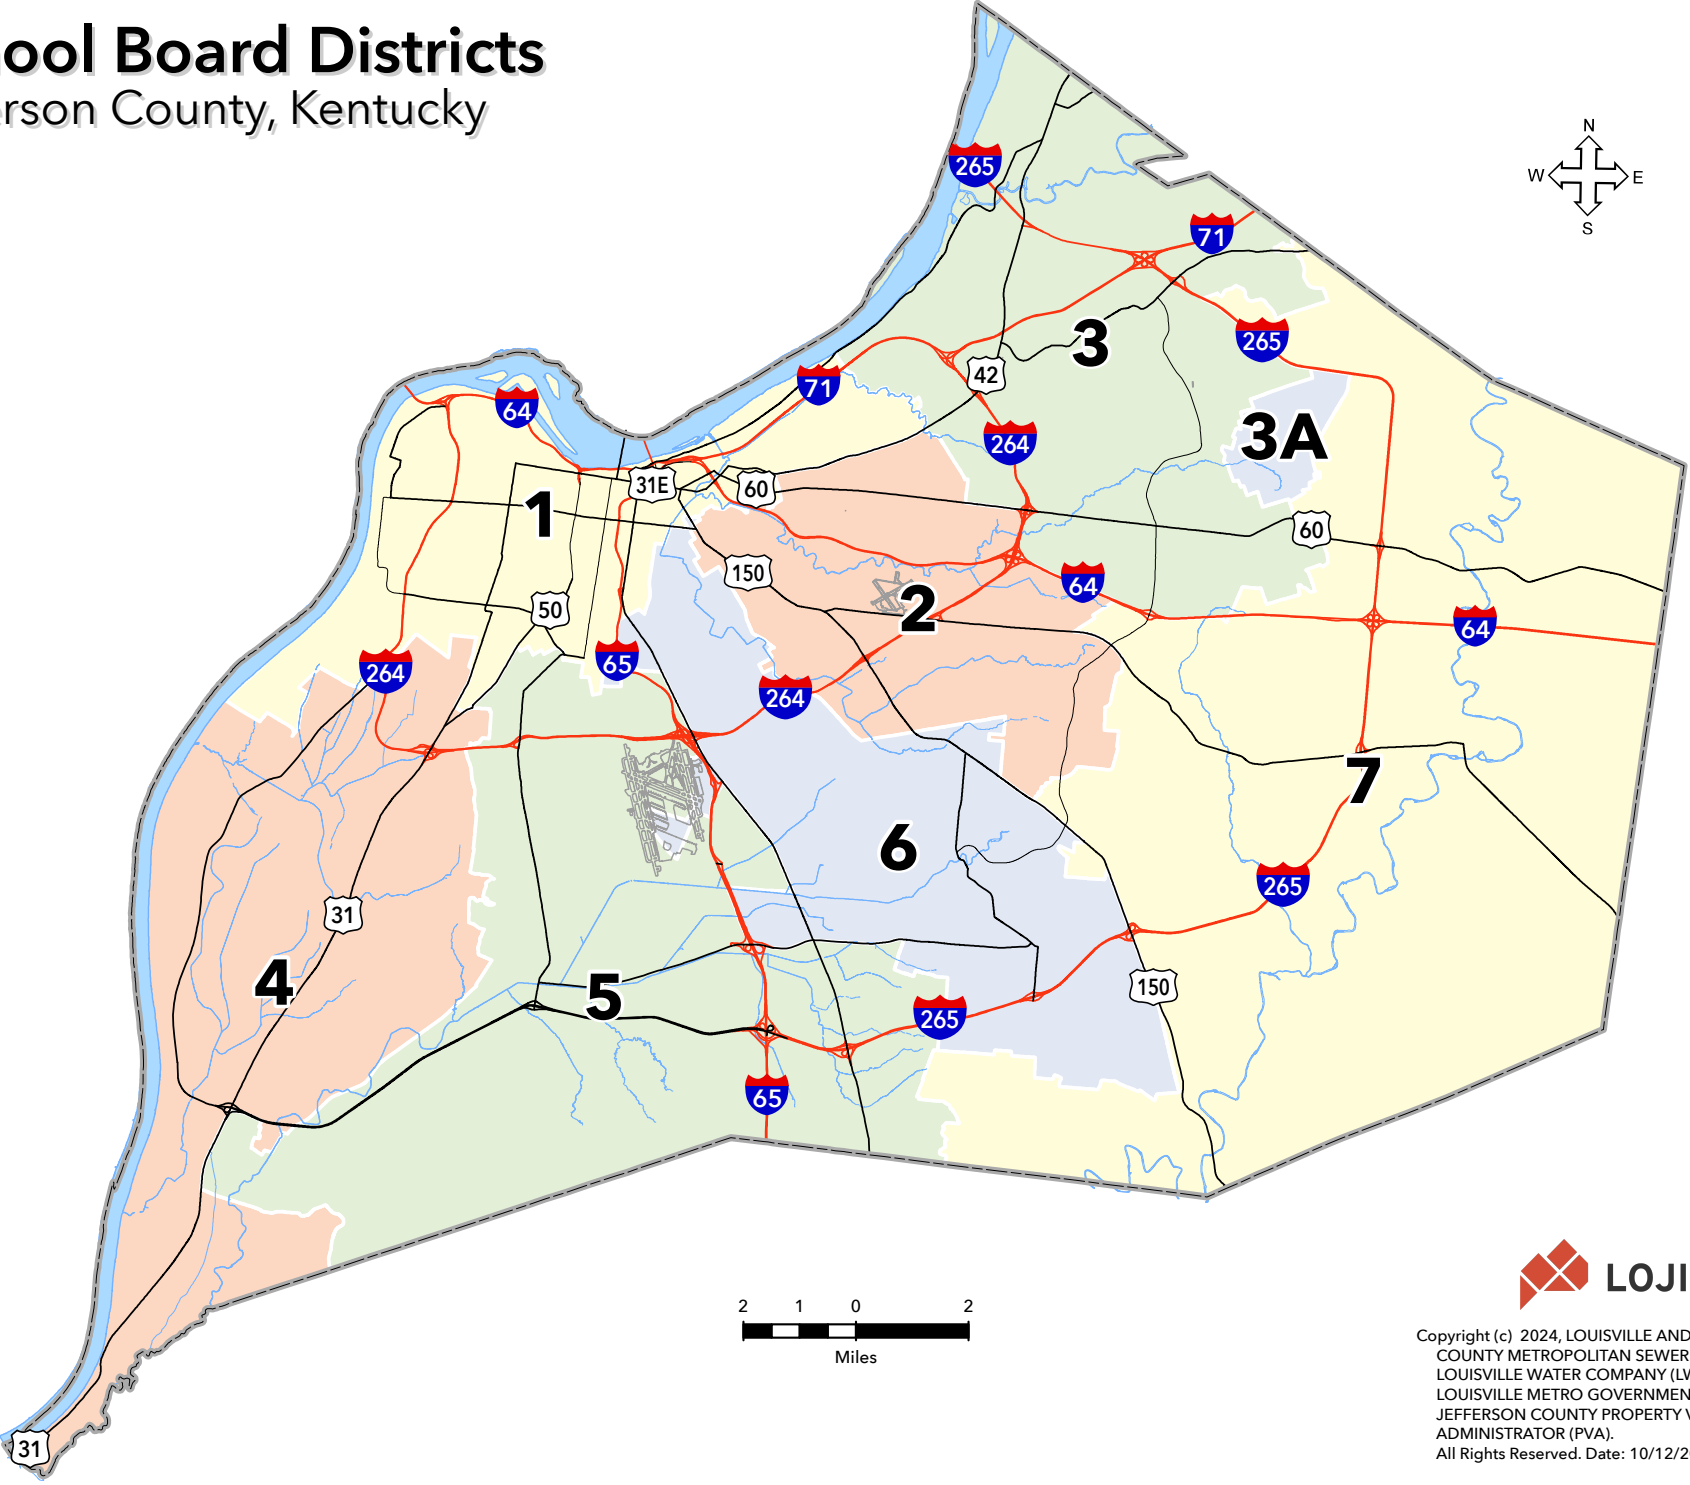 ool Board Districts
erson County, Kentucky
N
W E
S
265
71
3
265
42
71
64
264
3A
31E
60
1
60
150
64
2
50
64
65
264
264
7
6
265
31
4
5
150
265
65
2 1 0 2
Miles
LOJI
Copyright (c) 2024, LOUISVILLE AND
COUNTY METROPOLITAN SEWER
LOUISVILLE WATER COMPANY (LW
LOUISVILLE METRO GOVERNMEN
JEFFERSON COUNTY PROPERTY V
ADMINISTRATOR (PVA).
All Rights Reserved. Date: 10/12/2
31